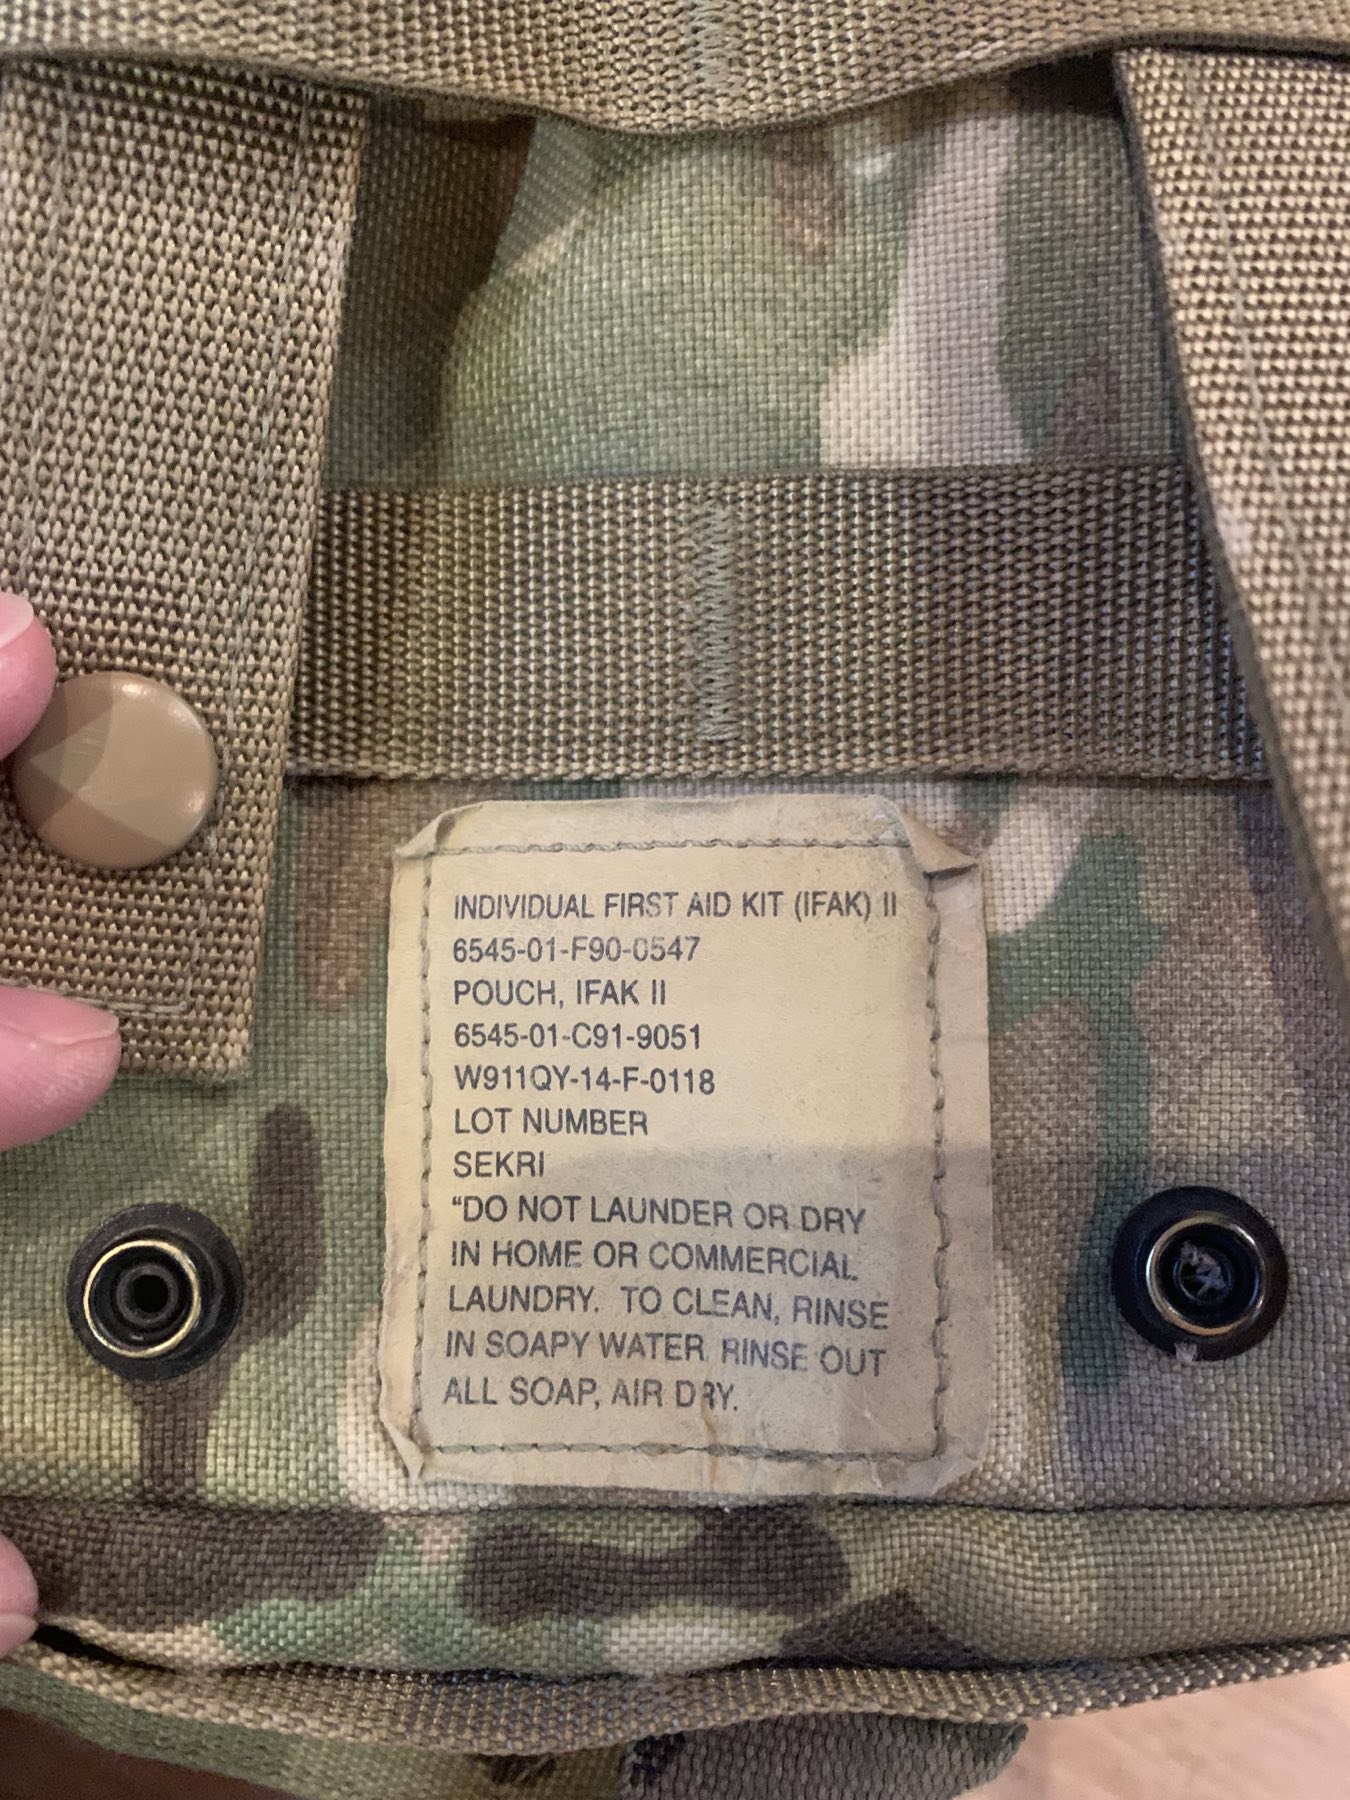 INDIVIDUAL FIRST AID KIT (IFAK) II
6545-01-F90-0547
POUCH, IFAK II
6545-01-C91-9051
W911QY-14-F-0118
LOT NUMBER
SEKRI
“DO NOT LAUNDER OR DRY
IN HOME OR COMMERCIAL
LAUNDRY. TO CLEAN, RINSE
IN SOAPY WATER. RINSE OUT
ALL SOAP, AIR DRY.